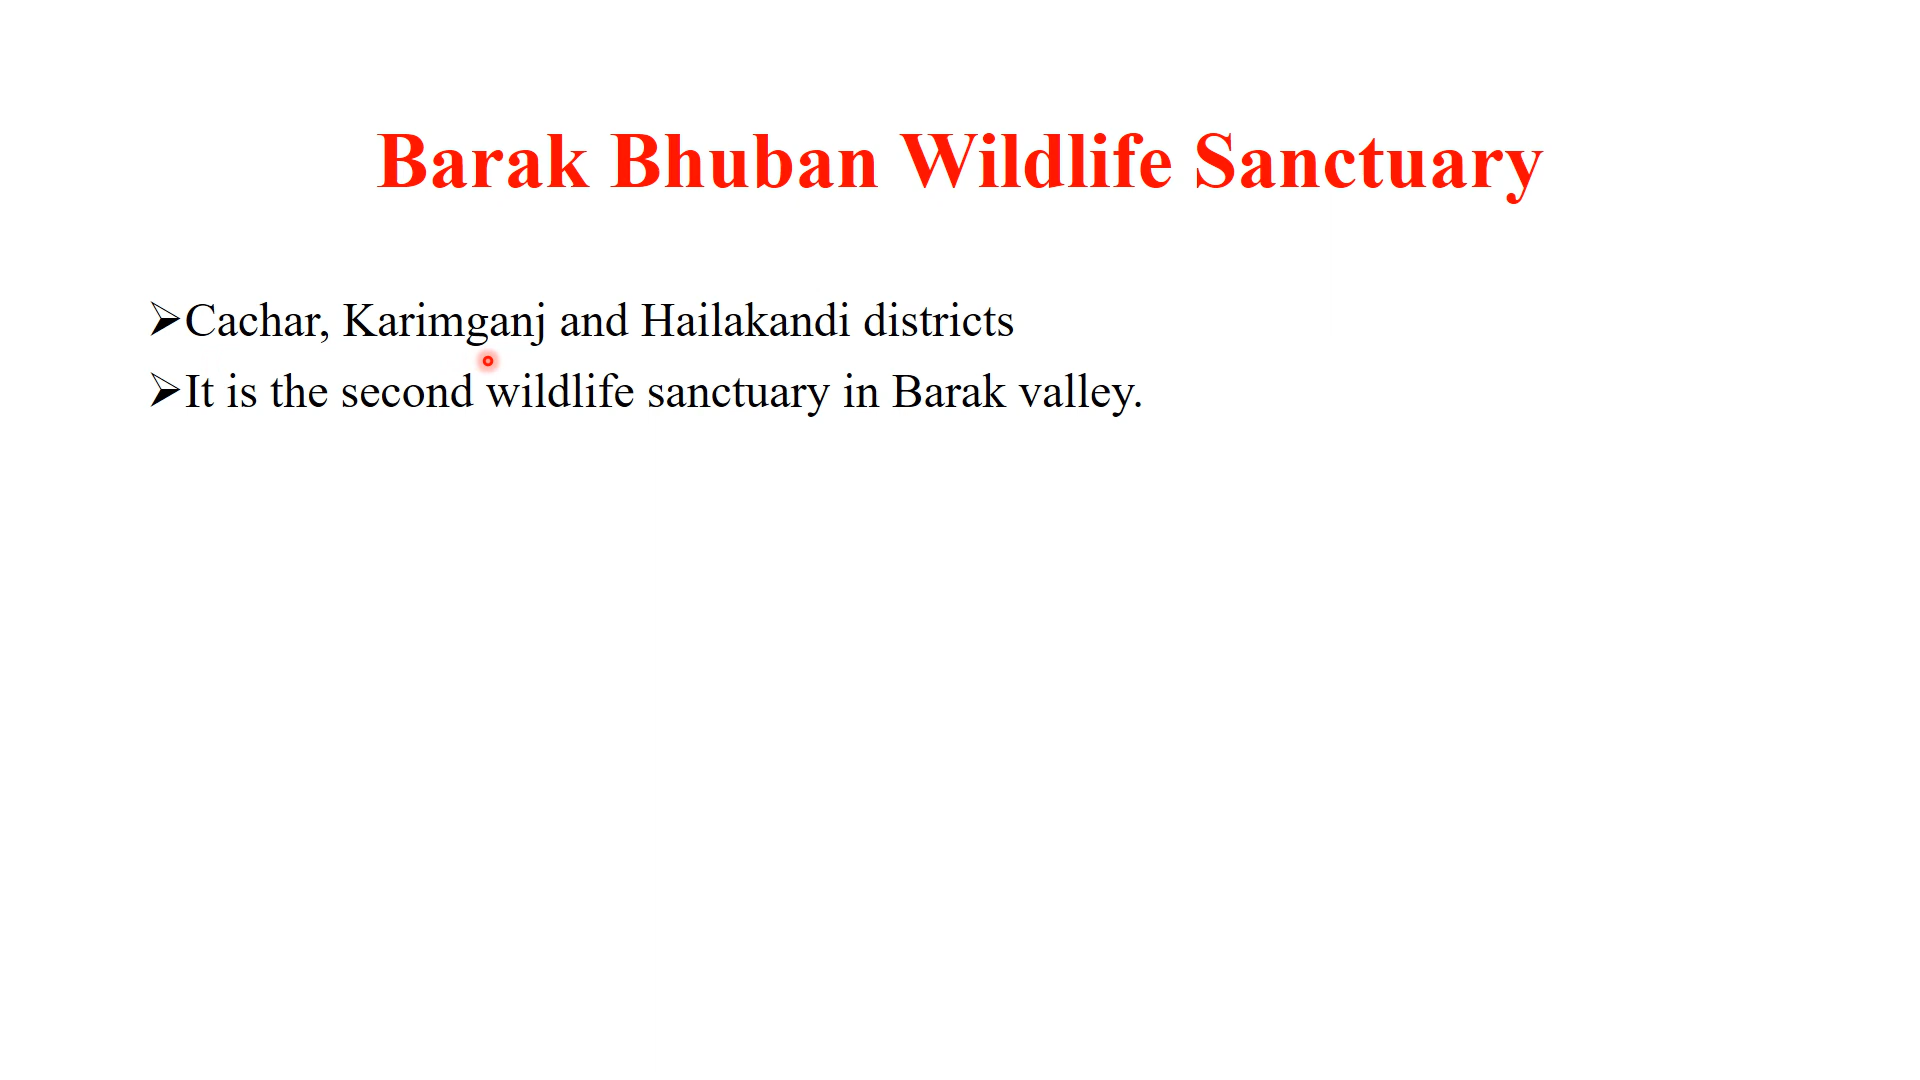 Barak Bhuban Wildlife Sanctuary
➢Cachar, Karimganj and Hailakandi districts
➢It is the second wildlife sanctuary in Barak valley.